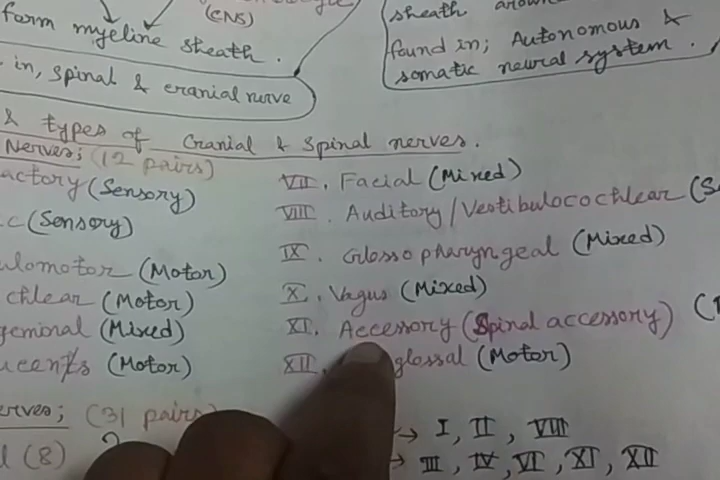 form myeline sheath.
(CNS)
sheath
found in; Autonomous &
somatic neural system.
in, spinal & cranial nurve
& types of Cranial & Spinal nerves.
Nerves; (12 pairs)
actory (Sensory)
c (Sensory)
ulomotor (Motor)
chlear (Motor)
geminal (Mixed)
ucents (Motor)
VII. Facial (Mixed)
VIII. Auditory/Vestibulocochlear (S
IX. Glossopharyngeal (Mixed)
X. Vagus (Mixed)
XI. Accessory (Spinal accessory) (
XII. glossal (Motor)
erves; (31 pairs)
l (8)
→ I, II, VIII
→ III, IV, VI, XI, XII